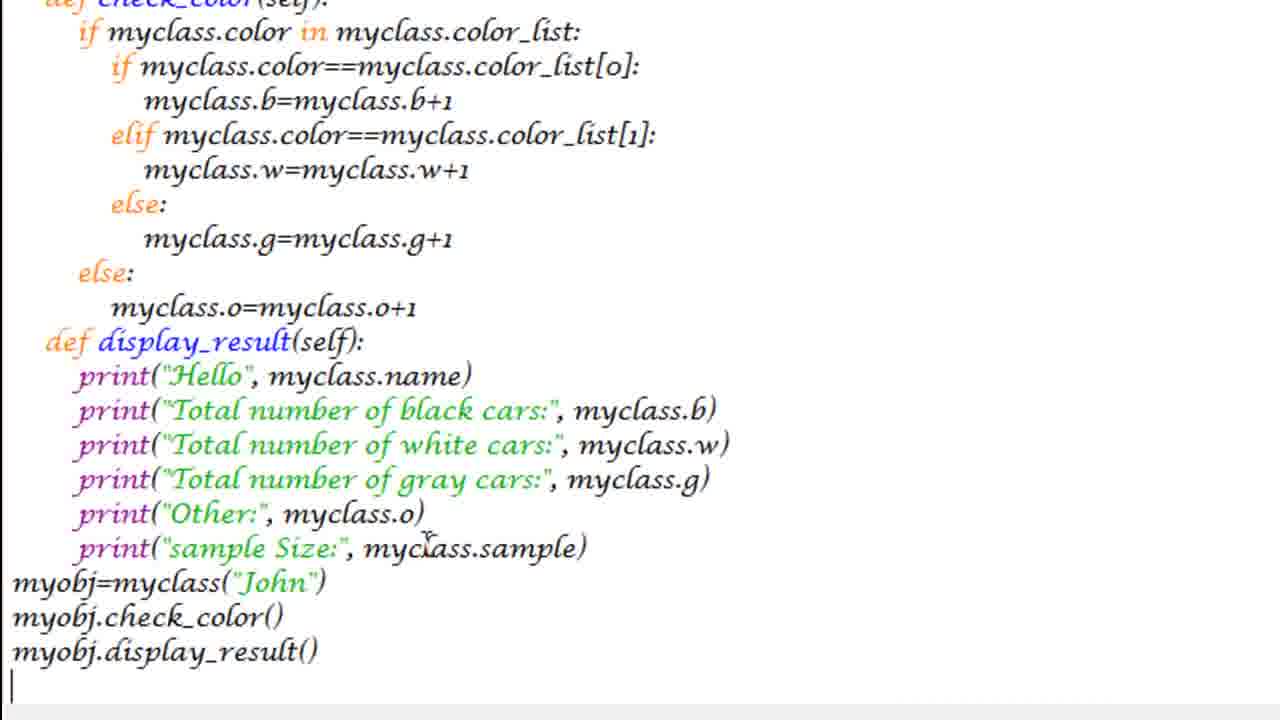 def check_color(self):
if myclass.color in myclass.color_list:
if myclass.color==myclass.color_list[0]:
myclass.b=myclass.b+1
elif myclass.color==myclass.color_list[1]:
myclass.w=myclass.w+1
else:
myclass.g=myclass.g+1
else:
myclass.o=myclass.o+1
def display_result(self):
print("Hello", myclass.name)
print("Total number of black cars:", myclass.b)
print("Total number of white cars:", myclass.w)
print("Total number of gray cars:", myclass.g)
print("Other:", myclass.o)
print("sample Size:", myclass.sample)
myobj=myclass("John")
myobj.check_color()
myobj.display_result()